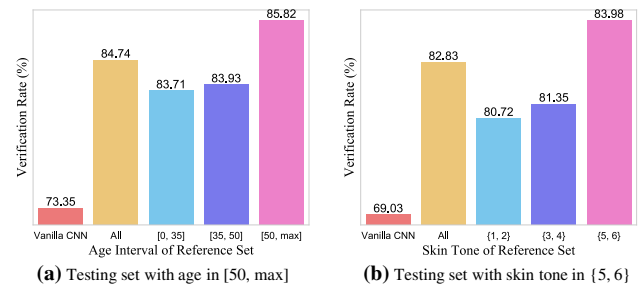 Verification Rate (%)
73.35
84.74
83.71
83.93
85.82
Vanilla CNN All [0, 35] [35, 50) [50, max]
Age Interval of Reference Set
(a) Testing set with age in [50, max]
Verification Rate (%)
69.03
82.83
80.72
81.35
83.98
Vanilla CNN All {1, 2} {3, 4} {5, 6}
Skin Tone of Reference Set
(b) Testing set with skin tone in {5, 6}